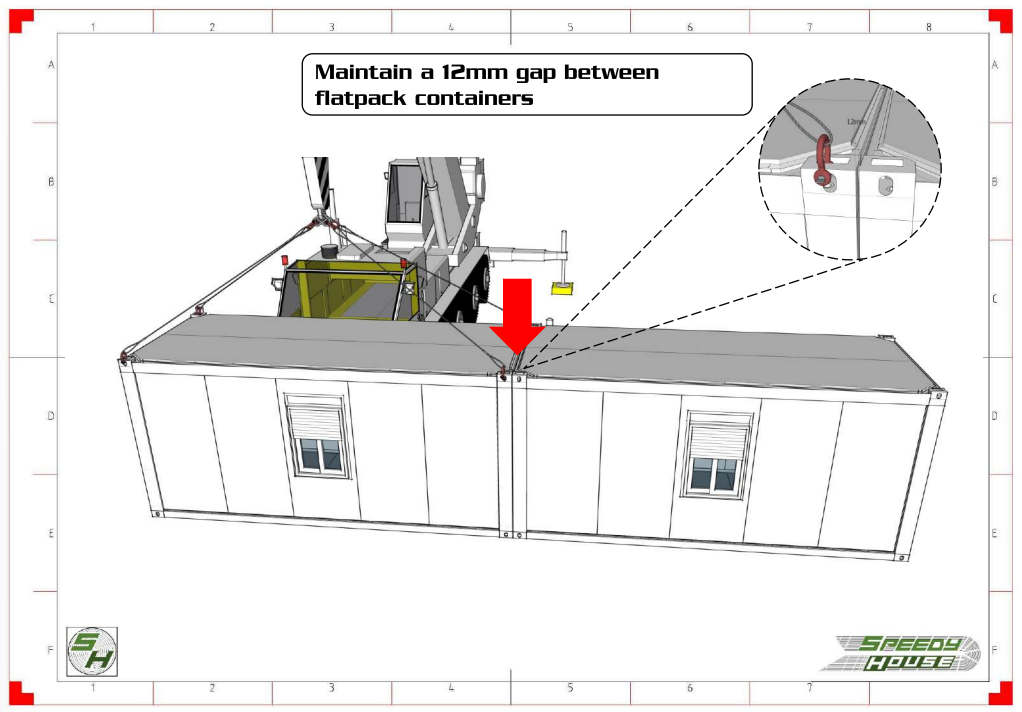 1 2 3 4 5 6 7 8
A A
Maintain a 12mm gap between
flatpack containers
12mm
B B
C C
D D
E E
F F
SH
SPEEDY
HOUSE
1 2 3 4 5 6 7